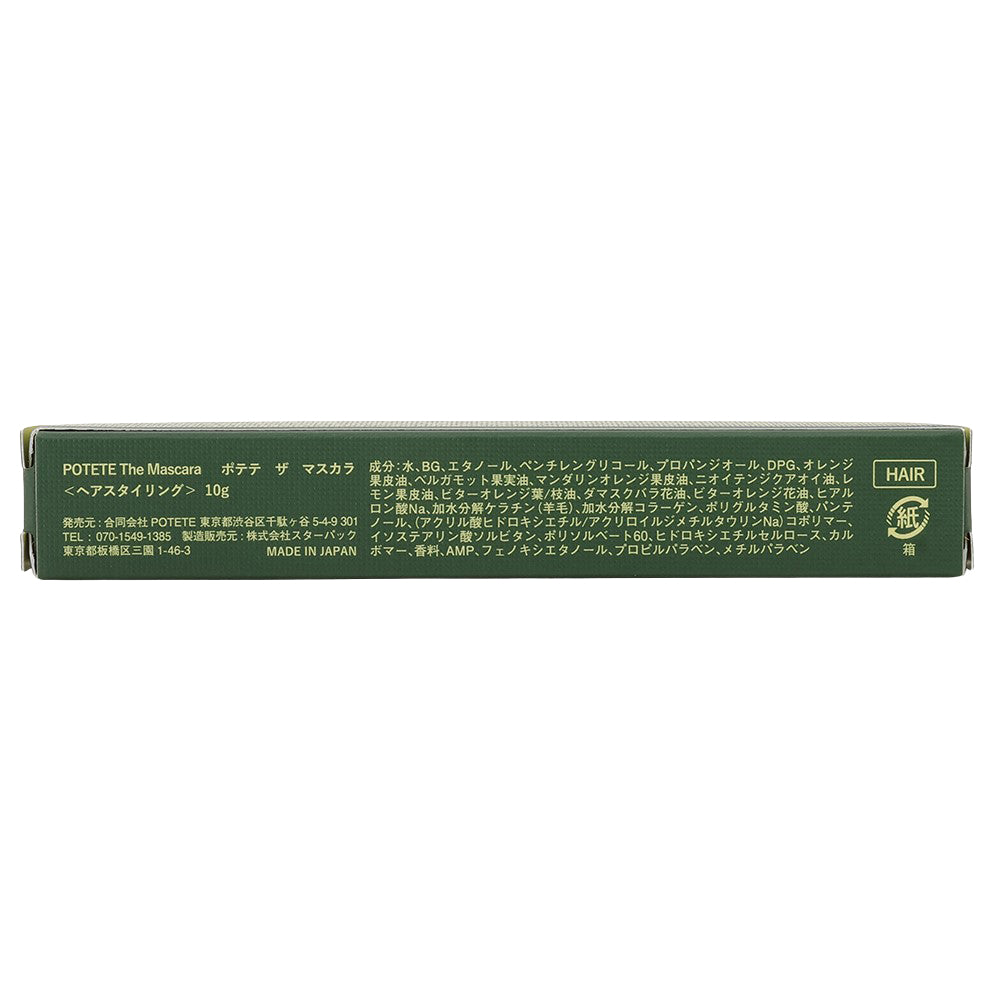 POTETE The Mascara ポテテ ザ マスカラ
＜ヘアスタイリング＞ 10g
発売元：合同会社 POTETE 東京都渋谷区千駄ヶ谷 5-4-9 301
TEL： 070-1549-1385 製造販売元：株式会社スターパック
東京都板橋区三園 1-46-3 MADE IN JAPAN
成分：水、BG、エタノール、ペンチレングリコール、プロパンジオール、DPG、オレンジ
果皮油、ベルガモット果実油、マンダリンオレンジ果皮油、ニオイテンジクアオイ油、レ
モン果皮油、ビターオレンジ葉/枝油、ダマスクバラ花油、ビターオレンジ花油、ヒアル
ロン酸Na、加水分解ケラチン（羊毛）、加水分解コラーゲン、ポリグルタミン酸、パンテ
ノール、（アクリル酸ヒドロキシエチル/アクリロイルジメチルタウリンNa）コポリマー、
イソステアリン酸ソルビタン、ポリソルベート60、ヒドロキシエチルセルロース、カル
ボマー、香料、AMP、フェノキシエタノール、プロピルパラベン、メチルパラベン
HAIR
紙
箱